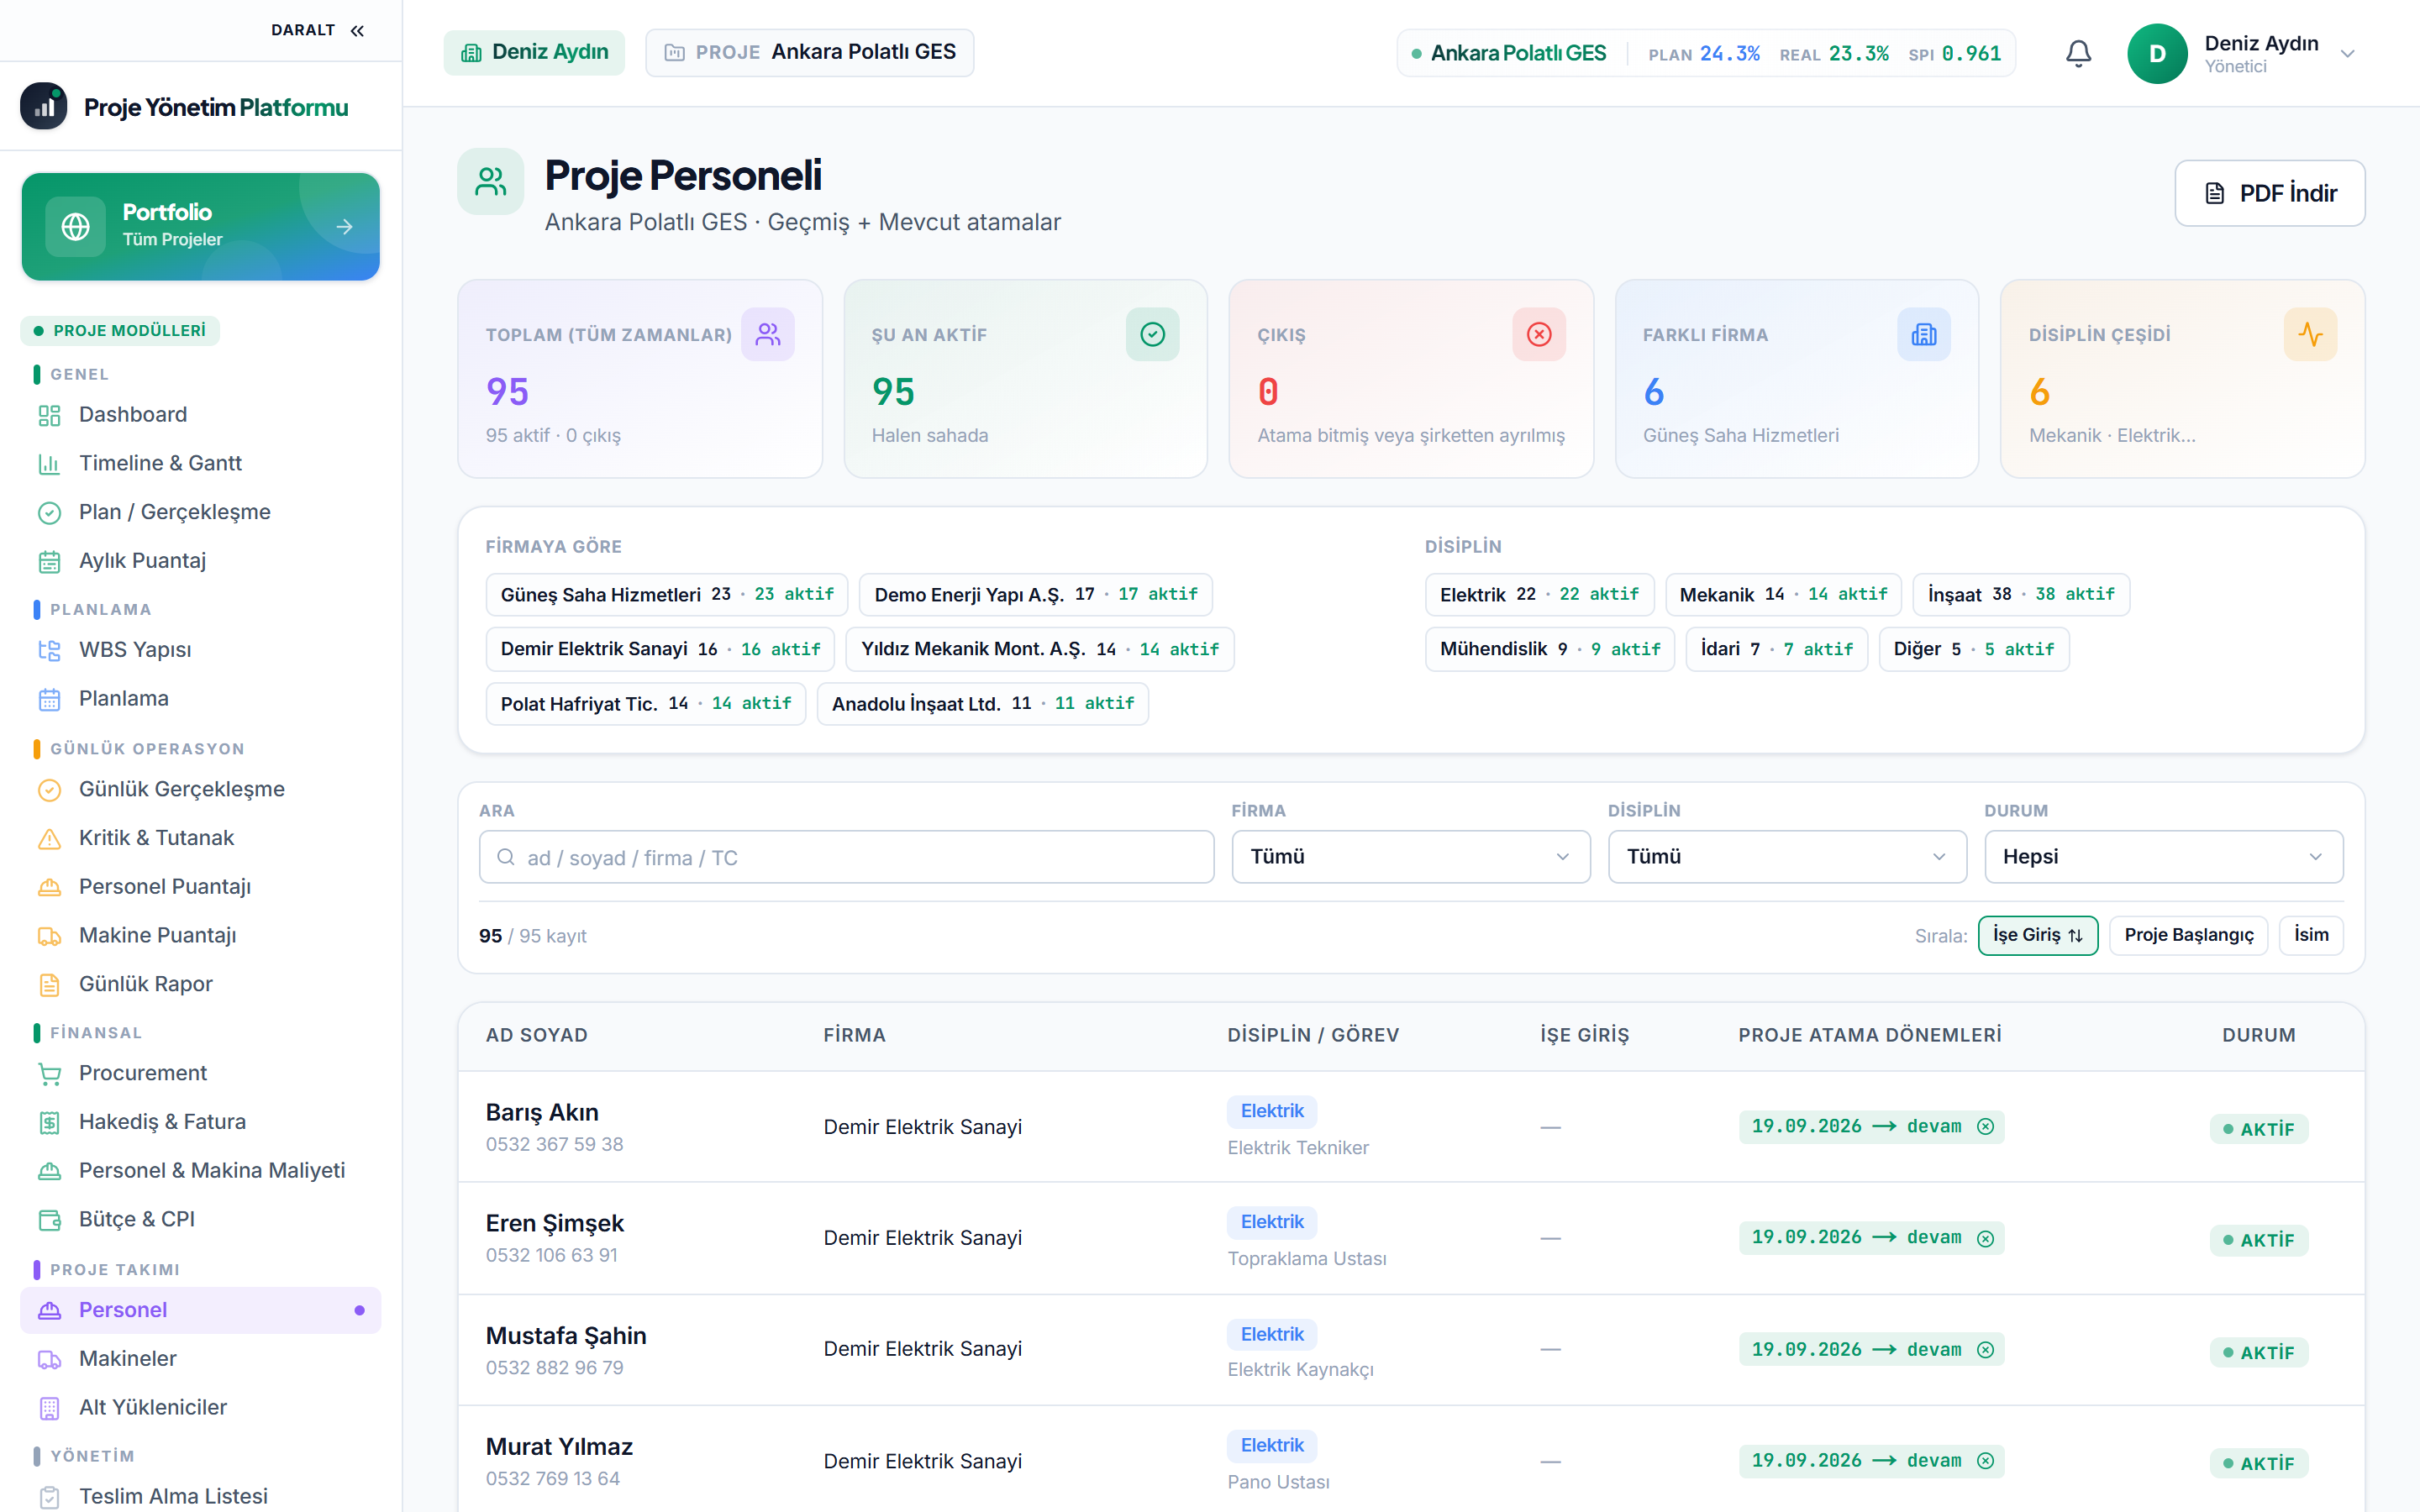 DARALT
Proje Yönetim Platformu
Portfolio
Tüm Projeler
PROJE MODÜLLERİ
GENEL
Dashboard
Timeline & Gantt
Plan / Gerçekleşme
Aylık Puantaj
PLANLAMA
WBS Yapısı
Planlama
GÜNLÜK OPERASYON
Günlük Gerçekleşme
Kritik & Tutanak
Personel Puantajı
Makine Puantajı
Günlük Rapor
FİNANSAL
Procurement
Hakediş & Fatura
Personel & Makina Maliyeti
Bütçe & CPI
PROJE TAKIMI
Personel
Makineler
Alt Yükleniciler
YÖNETİM
Teslim Alma Listesi
Deniz Aydın PROJE Ankara Polatlı GES
Ankara Polatlı GES PLAN 24.3% REAL 23.3% SPI 0.961
D
Deniz Aydın
Yönetici
Proje Personeli
Ankara Polatlı GES · Geçmiş + Mevcut atamalar
PDF İndir
TOPLAM (TÜM ZAMANLAR)
95
95 aktif · 0 çıkış
ŞU AN AKTİF
95
Halen sahada
ÇIKIŞ
0
Atama bitmiş veya şirketten ayrılmış
FARKLI FİRMA
6
Güneş Saha Hizmetleri
DİSİPLİN ÇEŞİDİ
6
Mekanik · Elektrik...
FİRMAYA GÖRE
Güneş Saha Hizmetleri 23 · 23 aktif
Demo Enerji Yapı A.Ş. 17 · 17 aktif
Demir Elektrik Sanayi 16 · 16 aktif
Yıldız Mekanik Mont. A.Ş. 14 · 14 aktif
Polat Hafriyat Tic. 14 · 14 aktif
Anadolu İnşaat Ltd. 11 · 11 aktif
DİSİPLİN
Elektrik 22 · 22 aktif
Mekanik 14 · 14 aktif
İnşaat 38 · 38 aktif
Mühendislik 9 · 9 aktif
İdari 7 · 7 aktif
Diğer 5 · 5 aktif
ARA
ad / soyad / firma / TC
FİRMA
Tümü
DİSİPLİN
Tümü
DURUM
Hepsi
95 / 95 kayıt
Sırala: İşe Giriş Proje Başlangıç İsim
AD SOYAD FİRMA DİSİPLİN / GÖREV İŞE GİRİŞ PROJE ATAMA DÖNEMLERİ DURUM
Barış Akın
0532 367 59 38
Demir Elektrik Sanayi
Elektrik
Elektrik Tekniker
—
19.09.2026 → devam
AKTİF
Eren Şimşek
0532 106 63 91
Demir Elektrik Sanayi
Elektrik
Topraklama Ustası
—
19.09.2026 → devam
AKTİF
Mustafa Şahin
0532 882 96 79
Demir Elektrik Sanayi
Elektrik
Elektrik Kaynakçı
—
19.09.2026 → devam
AKTİF
Murat Yılmaz
0532 769 13 64
Demir Elektrik Sanayi
Elektrik
Pano Ustası
—
19.09.2026 → devam
AKTİF